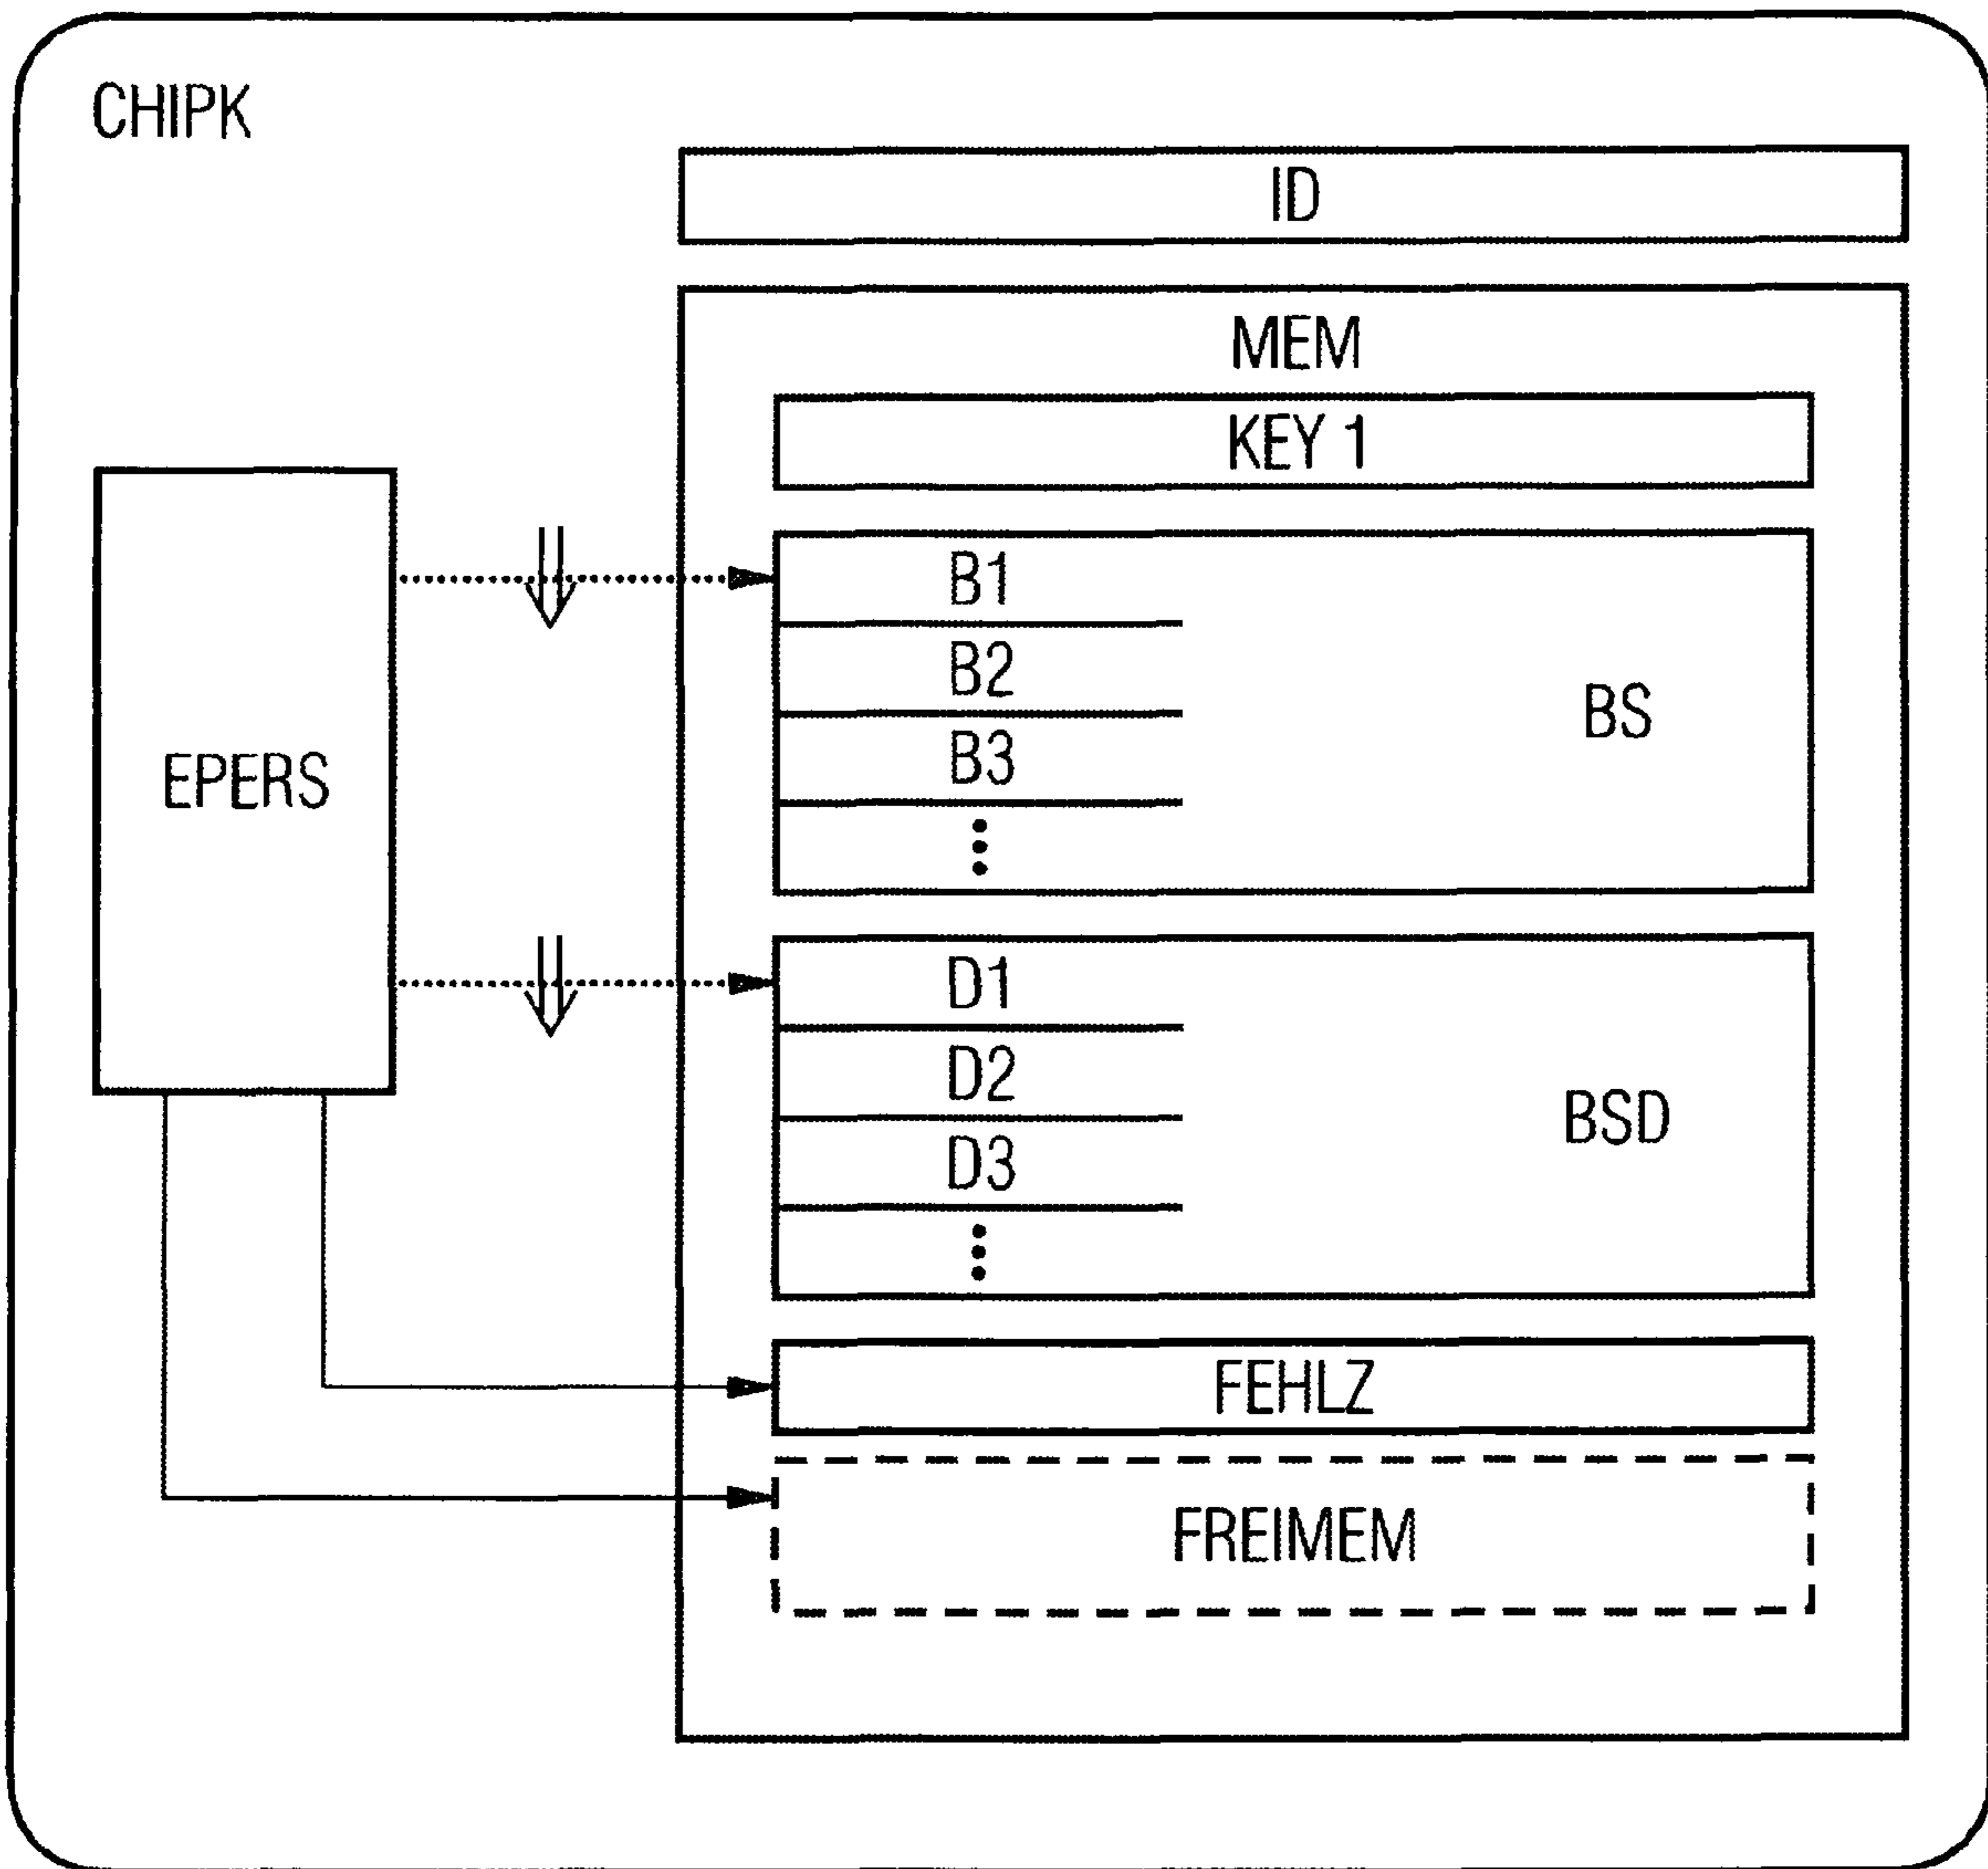 CHIPK
ID
MEM
KEY 1
EPERS
B1
B2
B3
BS
D1
D2
D3
BSD
FEHLZ
FREIMEM